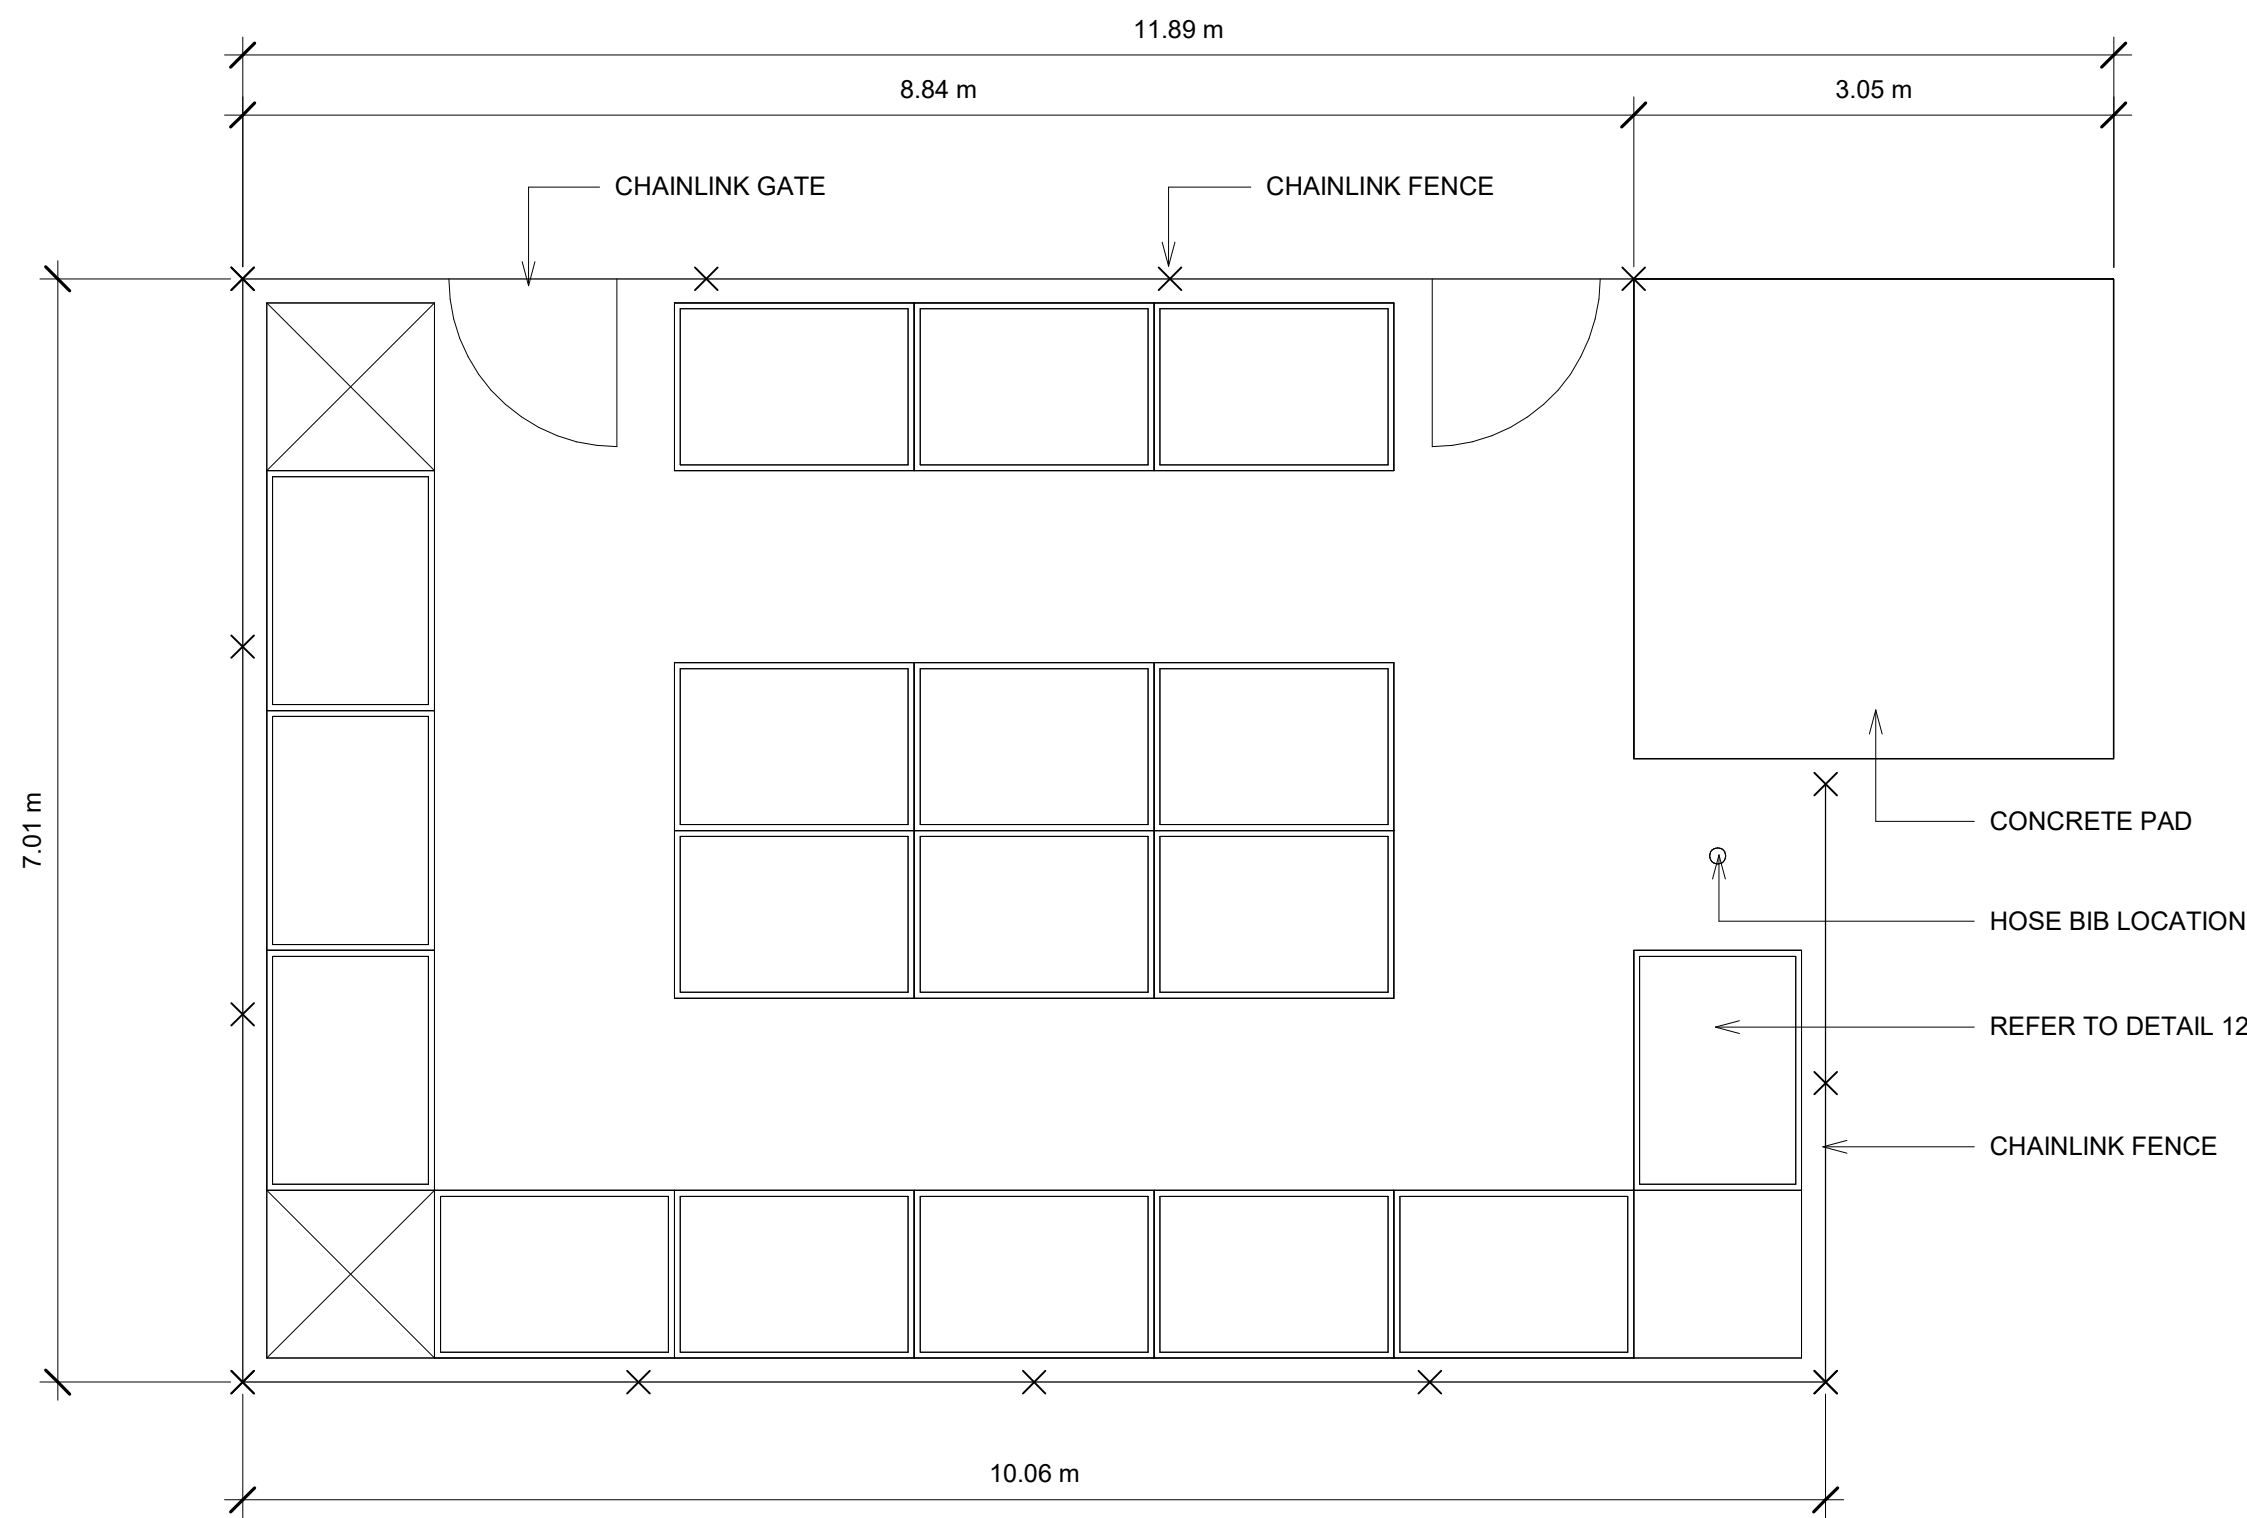 11.89 m
8.84 m
3.05 m
CHAINLINK GATE
CHAINLINK FENCE
7.01 m
CONCRETE PAD
HOSE BIB LOCATION
REFER TO DETAIL 12
CHAINLINK FENCE
10.06 m